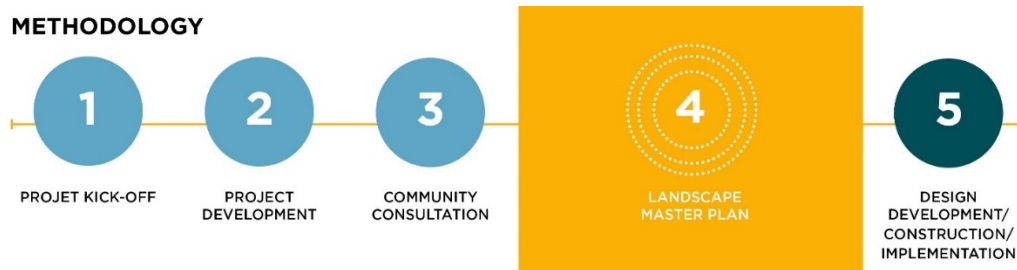 METHODOLOGY
1
2
3
4
5
PROJET KICK-OFF
PROJECT
DEVELOPMENT
COMMUNITY
CONSULTATION
LANDSCAPE
MASTER PLAN
DESIGN
DEVELOPMENT/
CONSTRUCTION/
IMPLEMENTATION